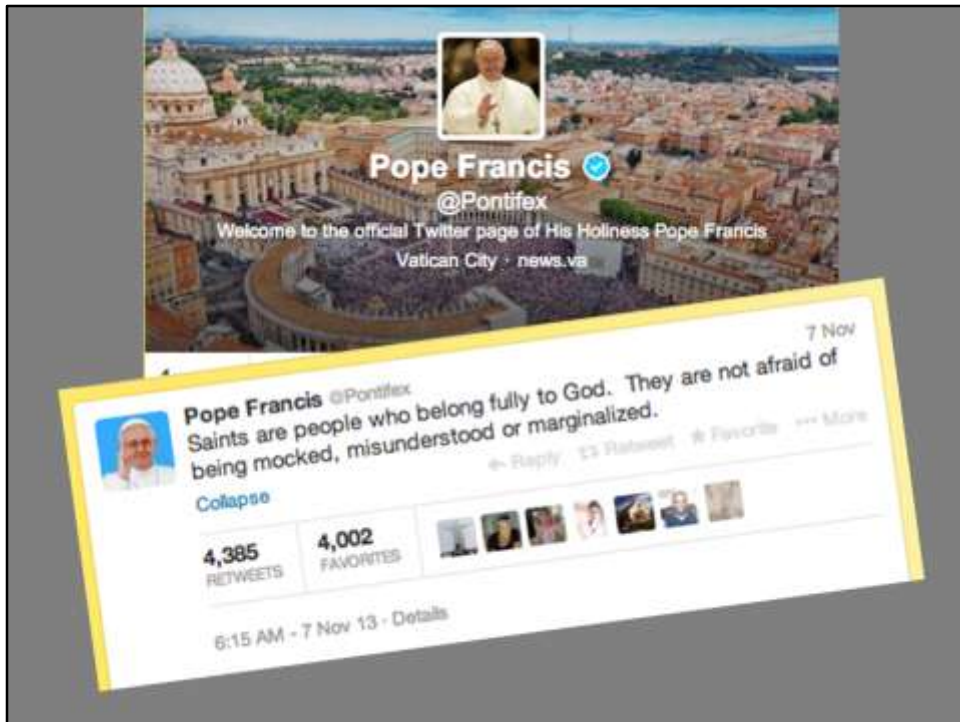 Pope Francis
@Pontifex
Welcome to the official Twitter page of His Holiness Pope Francis
Vatican City · news.va
7 Nov
Pope Francis @Pontifex
Saints are people who belong fully to God.  They are not afraid of
being mocked, misunderstood or marginalized.
Reply Retweet Favorite More
Collapse
4,385 4,002
RETWEETS FAVORITES
6:15 AM - 7 Nov 13 · Details